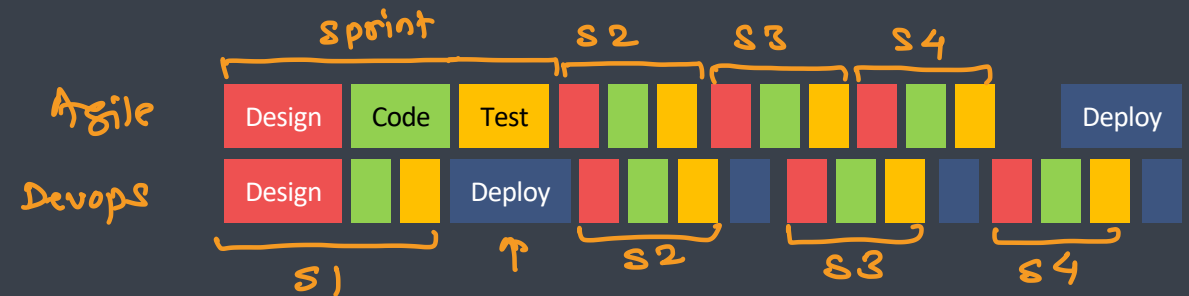 sprint S2 S3 S4
Agile Design Code Test Deploy
Devops Design Deploy
S1 S2 S3 S4